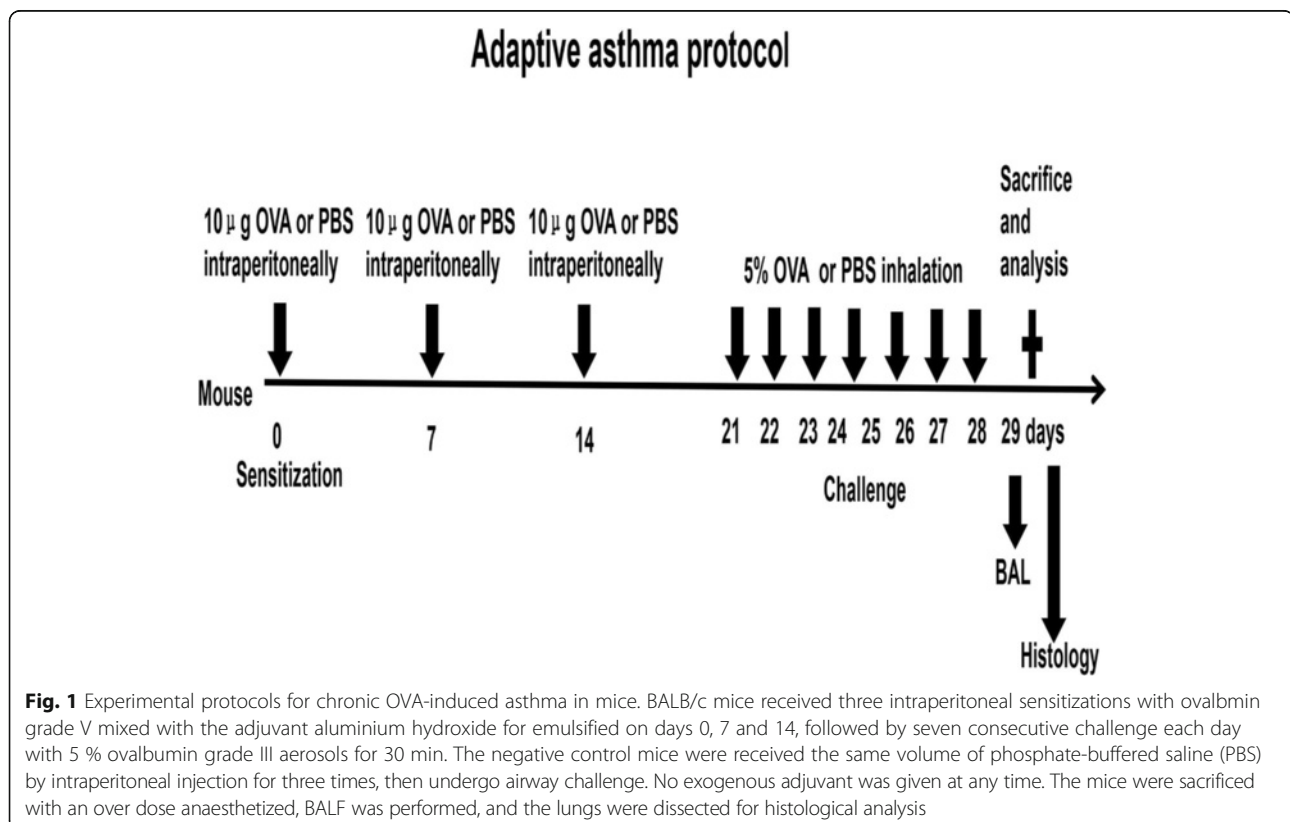 Adaptive asthma protocol
Sacrifice
and
analysis
10 μ g OVA or PBS 10 μ g OVA or PBS 10 μ g OVA or PBS
intraperitoneally intraperitoneally intraperitoneally
5% OVA or PBS inhalation
Mouse
0 7 14 21 22 23 24 25 26 27 28 29 days
Sensitization Challenge
BAL
Histology
Fig. 1 Experimental protocols for chronic OVA-induced asthma in mice. BALB/c mice received three intraperitoneal sensitizations with ovalbmin
grade V mixed with the adjuvant aluminium hydroxide for emulsified on days 0, 7 and 14, followed by seven consecutive challenge each day
with 5 % ovalbumin grade III aerosols for 30 min. The negative control mice were received the same volume of phosphate-buffered saline (PBS)
by intraperitoneal injection for three times, then undergo airway challenge. No exogenous adjuvant was given at any time. The mice were sacrificed
with an over dose anaesthetized, BALF was performed, and the lungs were dissected for histological analysis